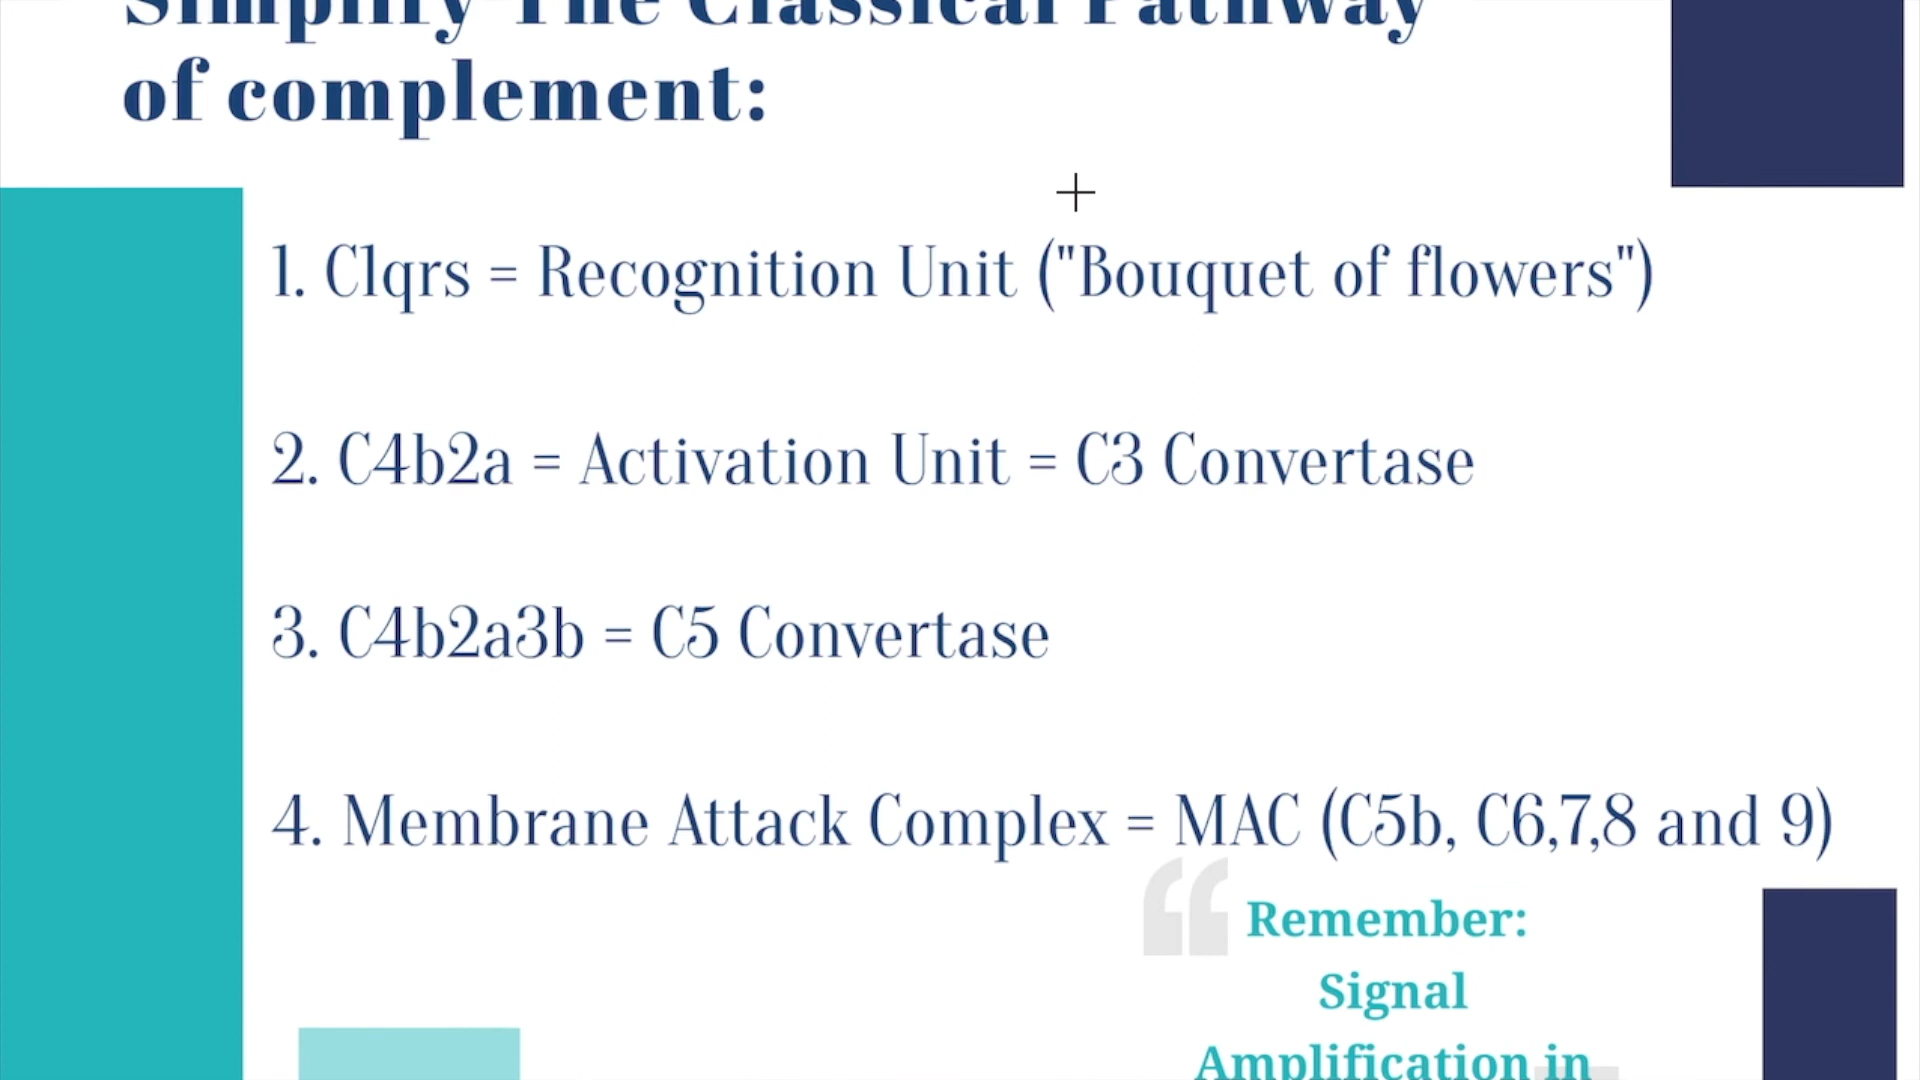 Simplify The Classical Pathway
of complement:
1. C1qrs = Recognition Unit ("Bouquet of flowers")
2. C4b2a = Activation Unit = C3 Convertase
3. C4b2a3b = C5 Convertase
4. Membrane Attack Complex = MAC (C5b, C6,7,8 and 9)
Remember:
Signal
Amplification in